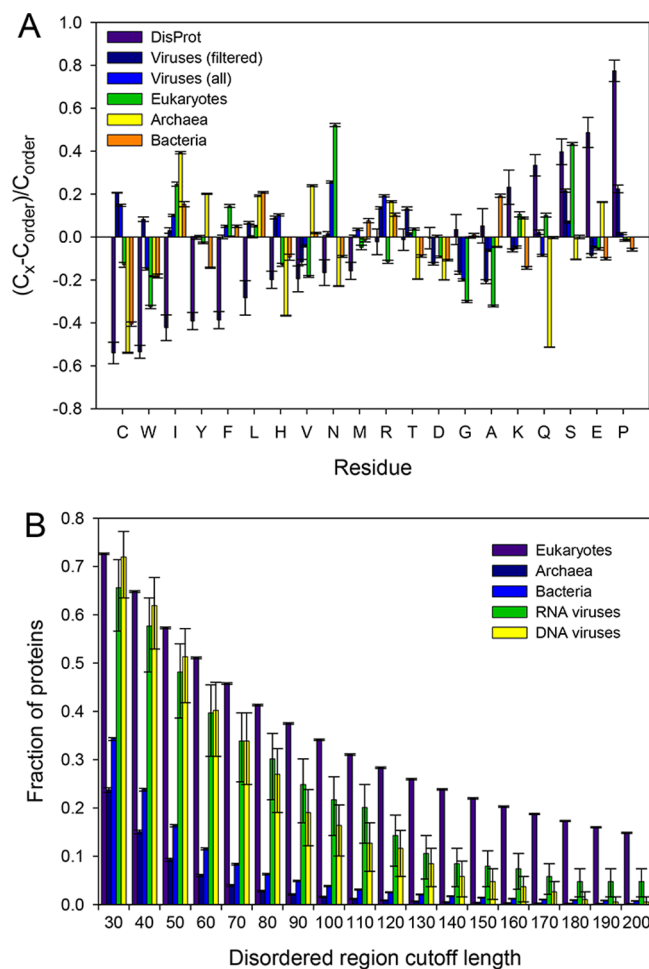 A
1.0
0.8
0.6
0.4
0.2
0.0
-0.2
-0.4
-0.6
-0.8
(Cx-Corder)/Corder
DisProt
Viruses (filtered)
Viruses (all)
Eukaryotes
Archaea
Bacteria
C W I Y F L H V N M R T D G A K Q S E P
Residue
B
0.8
0.7
0.6
0.5
0.4
0.3
0.2
0.1
0.0
Fraction of proteins
Eukaryotes
Archaea
Bacteria
RNA viruses
DNA viruses
30 40 50 60 70 80 90 100 110 120 130 140 150 160 170 180 190 200
Disordered region cutoff length